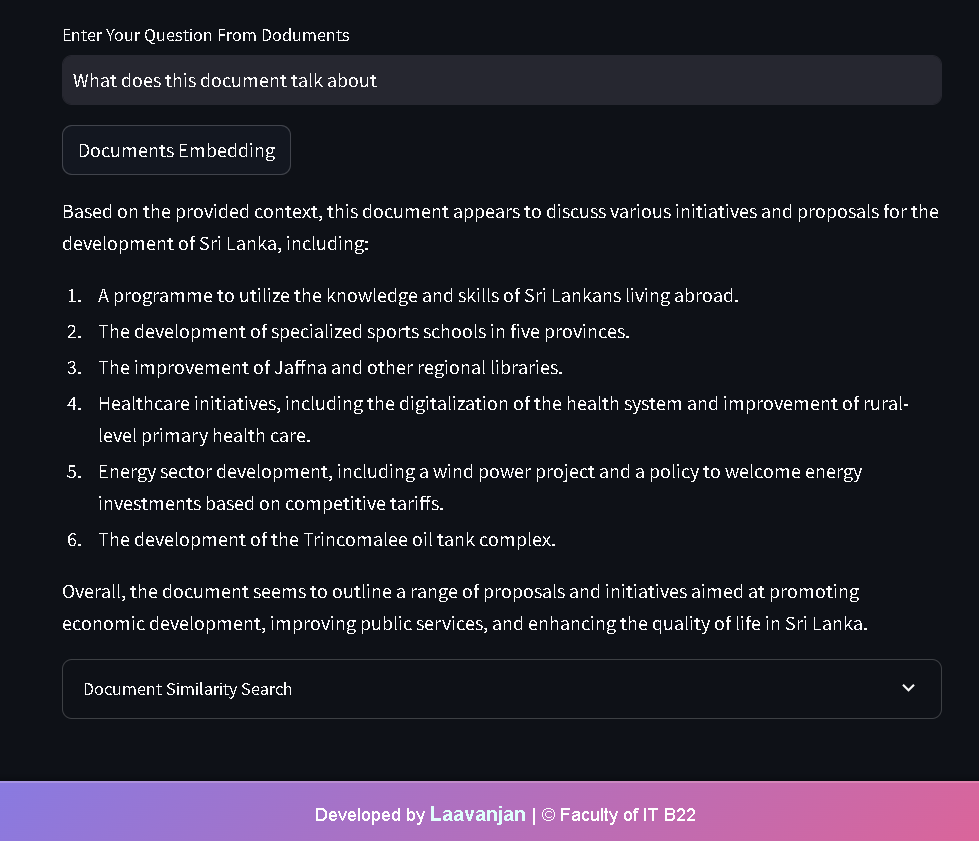 Enter Your Question From Doduments
What does this document talk about
Documents Embedding
Based on the provided context, this document appears to discuss various initiatives and proposals for the
development of Sri Lanka, including:
1. A programme to utilize the knowledge and skills of Sri Lankans living abroad.
2. The development of specialized sports schools in five provinces.
3. The improvement of Jaffna and other regional libraries.
4. Healthcare initiatives, including the digitalization of the health system and improvement of rural-
level primary health care.
5. Energy sector development, including a wind power project and a policy to welcome energy
investments based on competitive tariffs.
6. The development of the Trincomalee oil tank complex.
Overall, the document seems to outline a range of proposals and initiatives aimed at promoting
economic development, improving public services, and enhancing the quality of life in Sri Lanka.
Document Similarity Search
Developed by Laavanjan | © Faculty of IT B22